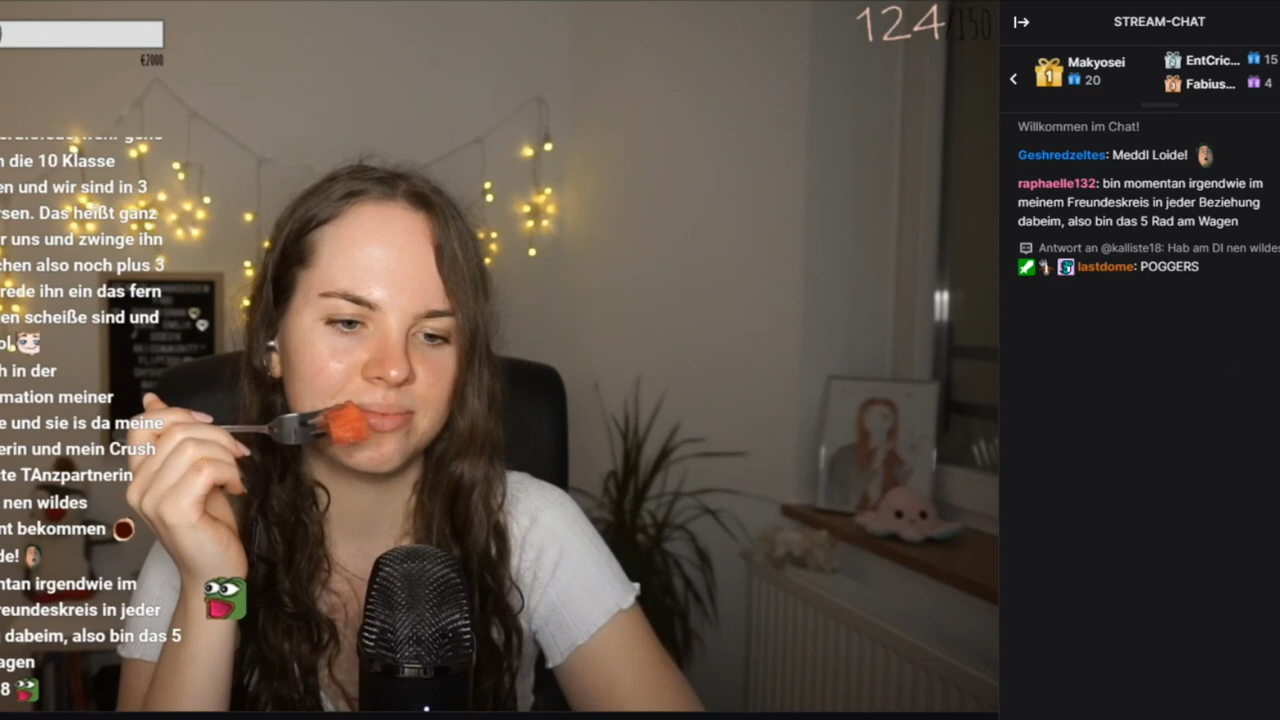 €2000
n die 10 Klasse
en und wir sind in 3
rsen. Das heißt ganz
r uns und zwinge ihn
chen also noch plus 3
rede ihn ein das fern
en scheiße sind und
ol
h in der
mation meiner
e und sie is da meine
erin und mein Crush
te TAnzpartnerin
nen wildes
nt bekommen
de!
ntan irgendwie im
reundeskreis in jeder
dabeim, also bin das 5
agen
8
124/150
STREAM-CHAT
1 Makyosei 20
2 EntCric... 15
3 Fabius... 4
Willkommen im Chat!
Geshredzeltes: Meddl Loide!
raphaelle132: bin momentan irgendwie im
meinem Freundeskreis in jeder Beziehung
dabeim, also bin das 5 Rad am Wagen
Antwort an @kalliste18: Hab am DI nen wildes
lastdome: POGGERS